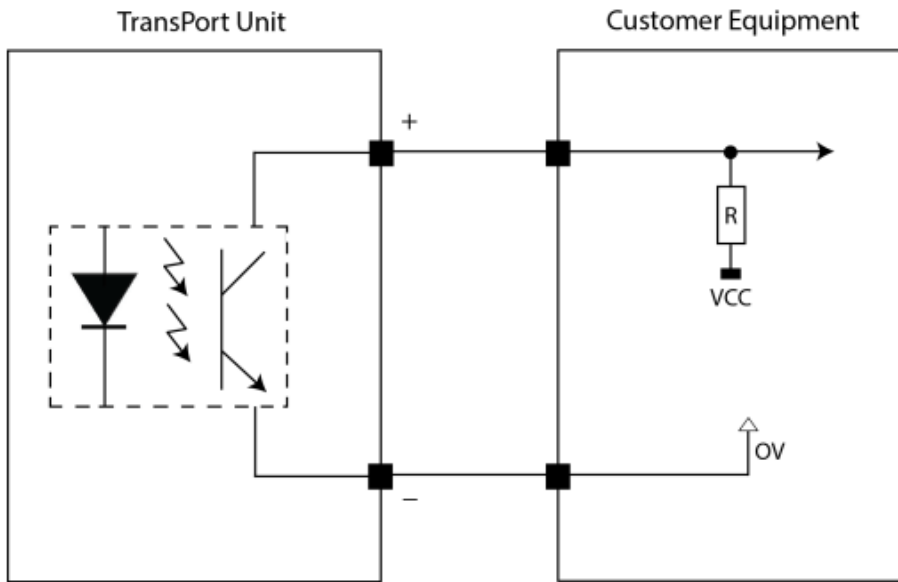 TransPort Unit
Customer Equipment
+
R
VCC
OV
–